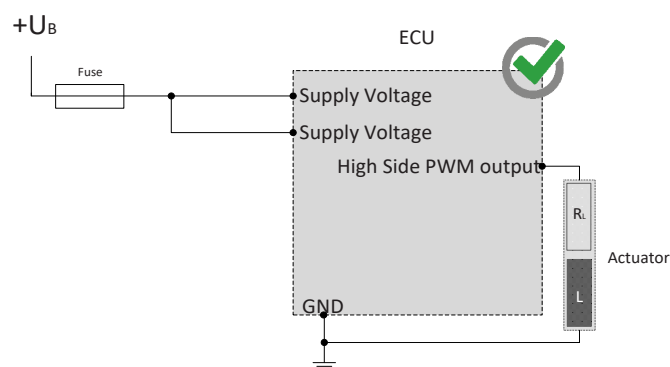 +UB
ECU
Fuse
Supply Voltage
Supply Voltage
High Side PWM output
RL
Actuator
L
GND